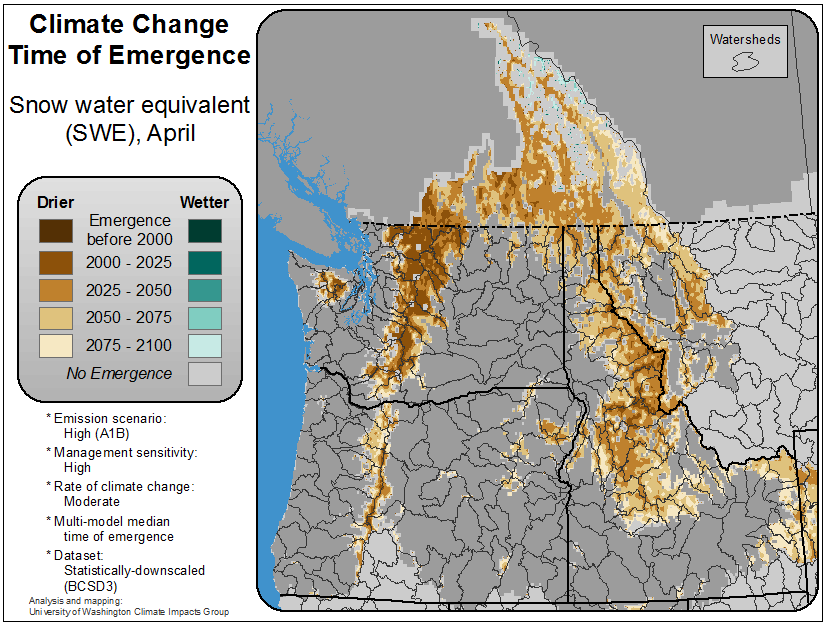 Climate Change
Time of Emergence
Snow water equivalent
(SWE), April
Drier
Wetter
Emergence
before 2000
2000 - 2025
2025 - 2050
2050 - 2075
2075 - 2100
No Emergence
* Emission scenario:
High (A1B)
* Management sensitivity:
High
* Rate of climate change:
Moderate
* Multi-model median
time of emergence
* Dataset:
Statistically-downscaled
(BCSD3)
Analysis and mapping:
University of Washington Climate Impacts Group
Watersheds